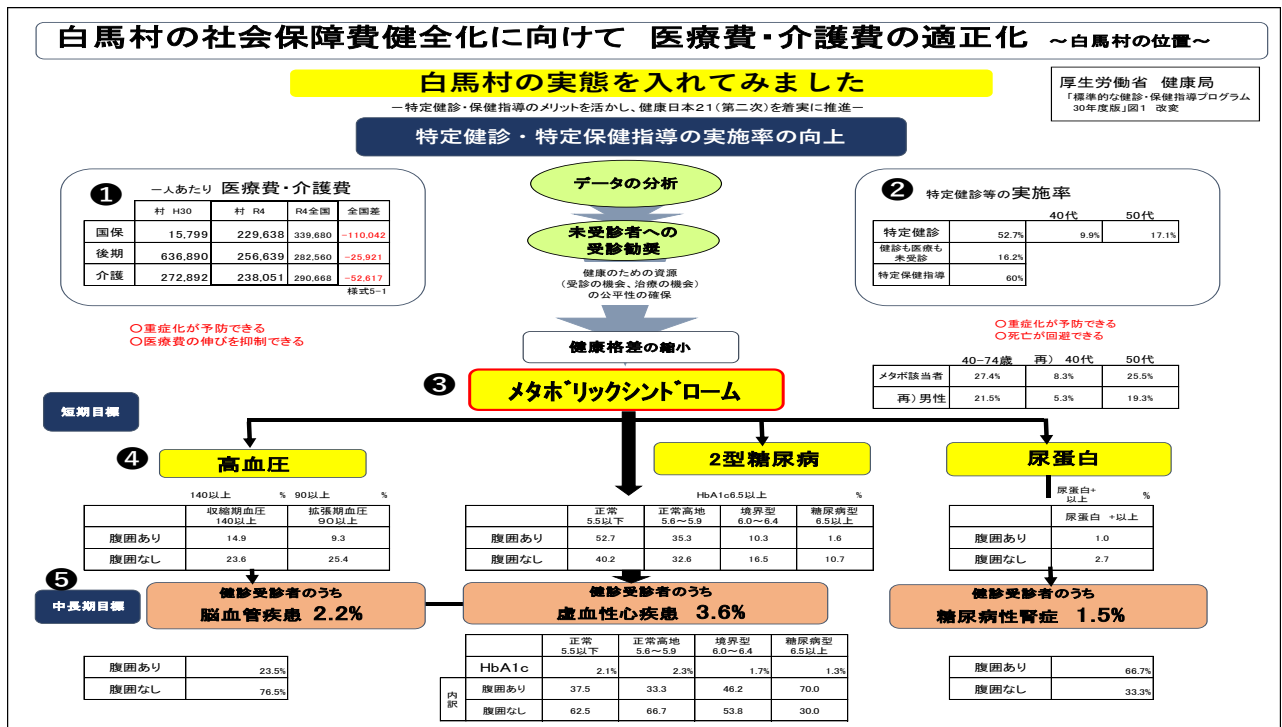 白馬村の社会保障費健全化に向けて 医療費・介護費の適正化 ～白馬村の位置～
白馬村の実態を入れてみました
－特定健診・保健指導のメリットを活かし、健康日本21(第二次)を着実に推進－
厚生労働省 健康局
「標準的な健診・保健指導プログラム
30年度版」図1 改変
特定健診・特定保健指導の実施率の向上
❶ 一人あたり 医療費・介護費
村 H30 村 R4 R4全国 全国差
国保 15,799 229,638 339,680 -110,042
後期 636,890 256,639 282,560 -25,921
介護 272,892 238,051 290,668 -52,617
様式5-1
○重症化が予防できる
○医療費の伸びを抑制できる
データの分析
未受診者への
受診勧奨
健康のための資源
(受診の機会、治療の機会)
の公平性の確保
健康格差の縮小
❷ 特定健診等の実施率
40代 50代
特定健診 52.7% 9.9% 17.1%
健診も医療も
未受診 16.2%
特定保健指導 60%
○重症化が予防できる
○死亡が回避できる
40-74歳 再) 40代 50代
メタボ該当者 27.4% 8.3% 25.5%
再)男性 21.5% 5.3% 19.3%
❸ メタボリックシンドローム
短期目標
❹ 高血圧
140以上 % 90以上 %
収縮期血圧 拡張期血圧
140以上 90以上
腹囲あり 14.9 9.3
腹囲なし 23.6 25.4
2型糖尿病
HbA1c6.5以上 %
正常 正常高地 境界型 糖尿病型
5.5以下 5.6～5.9 6.0～6.4 6.5以上
腹囲あり 52.7 35.3 10.3 1.6
腹囲なし 40.2 32.6 16.5 10.7
尿蛋白
尿蛋白+
以上 %
尿蛋白 +以上
腹囲あり 1.0
腹囲なし 2.7
❺
中長期目標
健診受診者のうち
脳血管疾患 2.2%
健診受診者のうち
虚血性心疾患 3.6%
健診受診者のうち
糖尿病性腎症 1.5%
腹囲あり 23.5%
腹囲なし 76.5%
正常 正常高地 境界型 糖尿病型
5.5以下 5.6～5.9 6.0～6.4 6.5以上
HbA1c 2.1% 2.3% 1.7% 1.3%
内訳
腹囲あり 37.5 33.3 46.2 70.0
腹囲なし 62.5 66.7 53.8 30.0
腹囲あり 66.7%
腹囲なし 33.3%